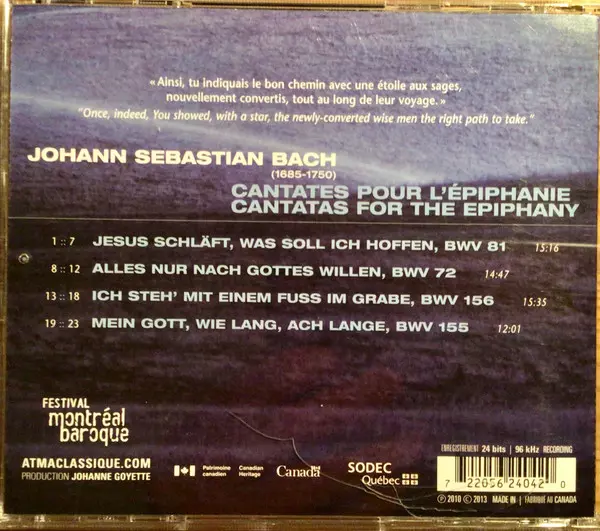 « Ainsi, tu indiquais le bon chemin avec une étoile aux sages,
nouvellement convertis, tout au long de leur voyage. »
"Once, indeed, You showed, with a star, the newly-converted wise men the right path to take."
JOHANN SEBASTIAN BACH
(1685-1750)
CANTATES POUR L'ÉPIPHANIE
CANTATAS FOR THE EPIPHANY
1 :: 7 JESUS SCHLÄFT, WAS SOLL ICH HOFFEN, BWV 81 15:16
8 :: 12 ALLES NUR NACH GOTTES WILLEN, BWV 72 14:47
13 :: 18 ICH STEH' MIT EINEM FUSS IM GRABE, BWV 156 15:35
19 :: 23 MEIN GOTT, WIE LANG, ACH LANGE, BWV 155 12:01
FESTIVAL
montréal
baroque
ATMACLASSIQUE.COM
PRODUCTION JOHANNE GOYETTE
Patrimoine canadien
Canadian Heritage
Canada
SODEC
Québec
ENREGISTREMENT 24 bits | 96 kHz RECORDING
7 22056 24042 0
℗ 2010 © 2013 MADE IN | FABRIQUÉ AU CANADA